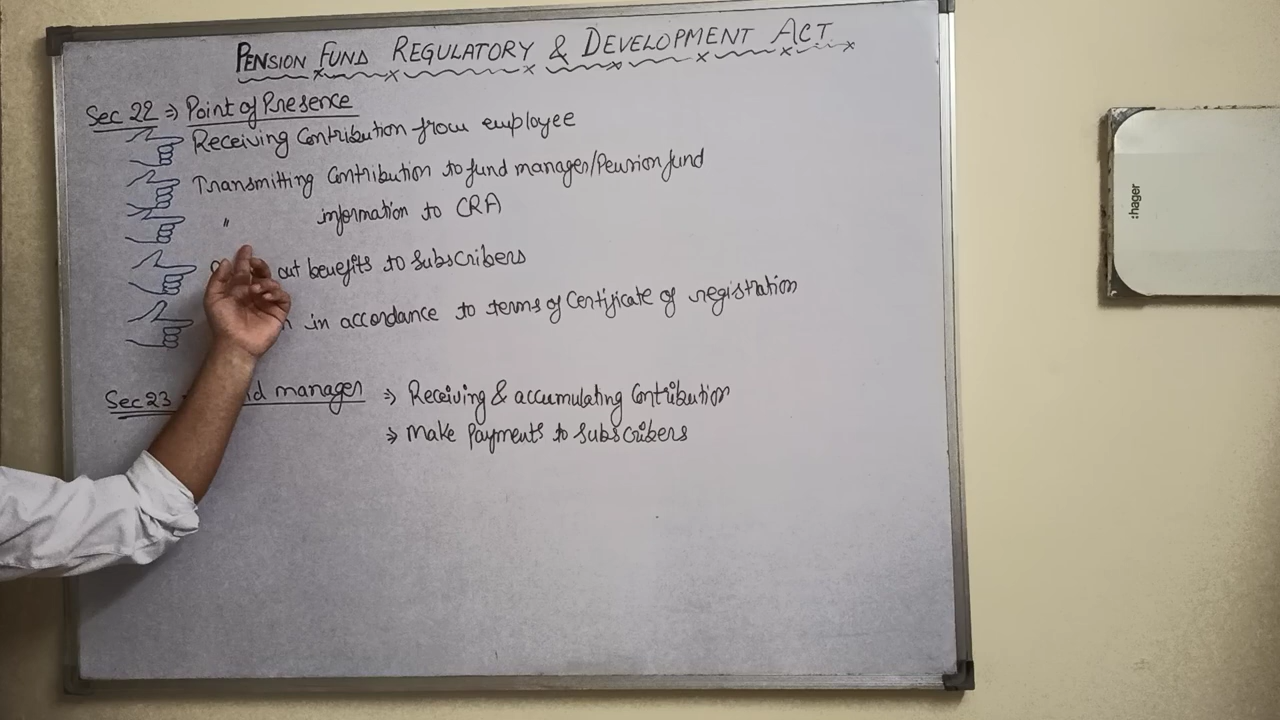 PENSION FUND REGULATORY & DEVELOPMENT ACT
Sec 22 ⇒ Point of Presence
Receiving Contribution from employee
Transmitting Contribution to fund manager/Pension fund
" information to CRA
out benefits to Subscribers
in accordance to terms of Certificate of registration
Sec 23 manager ⇒ Receiving & accumulating Contribution
⇒ Make Payments to Subscribers
:hager